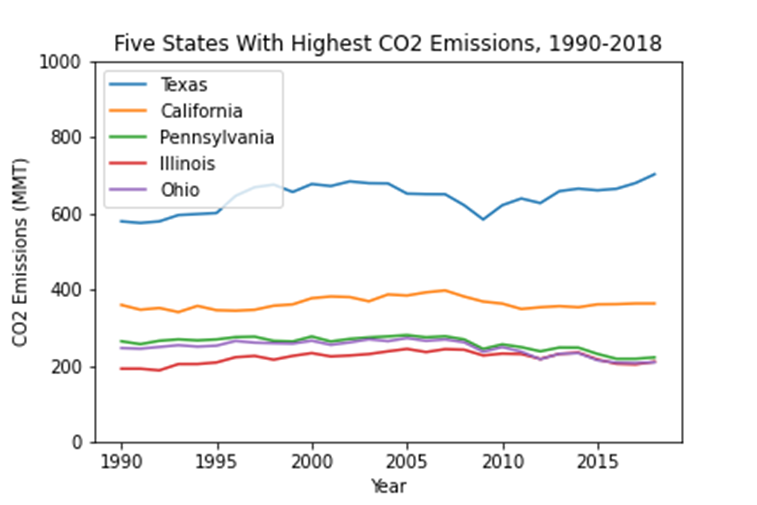 Five States With Highest CO2 Emissions, 1990-2018
1000
800
600
400
200
0
CO2 Emissions (MMT)
Texas
California
Pennsylvania
Illinois
Ohio
1990 1995 2000 2005 2010 2015
Year